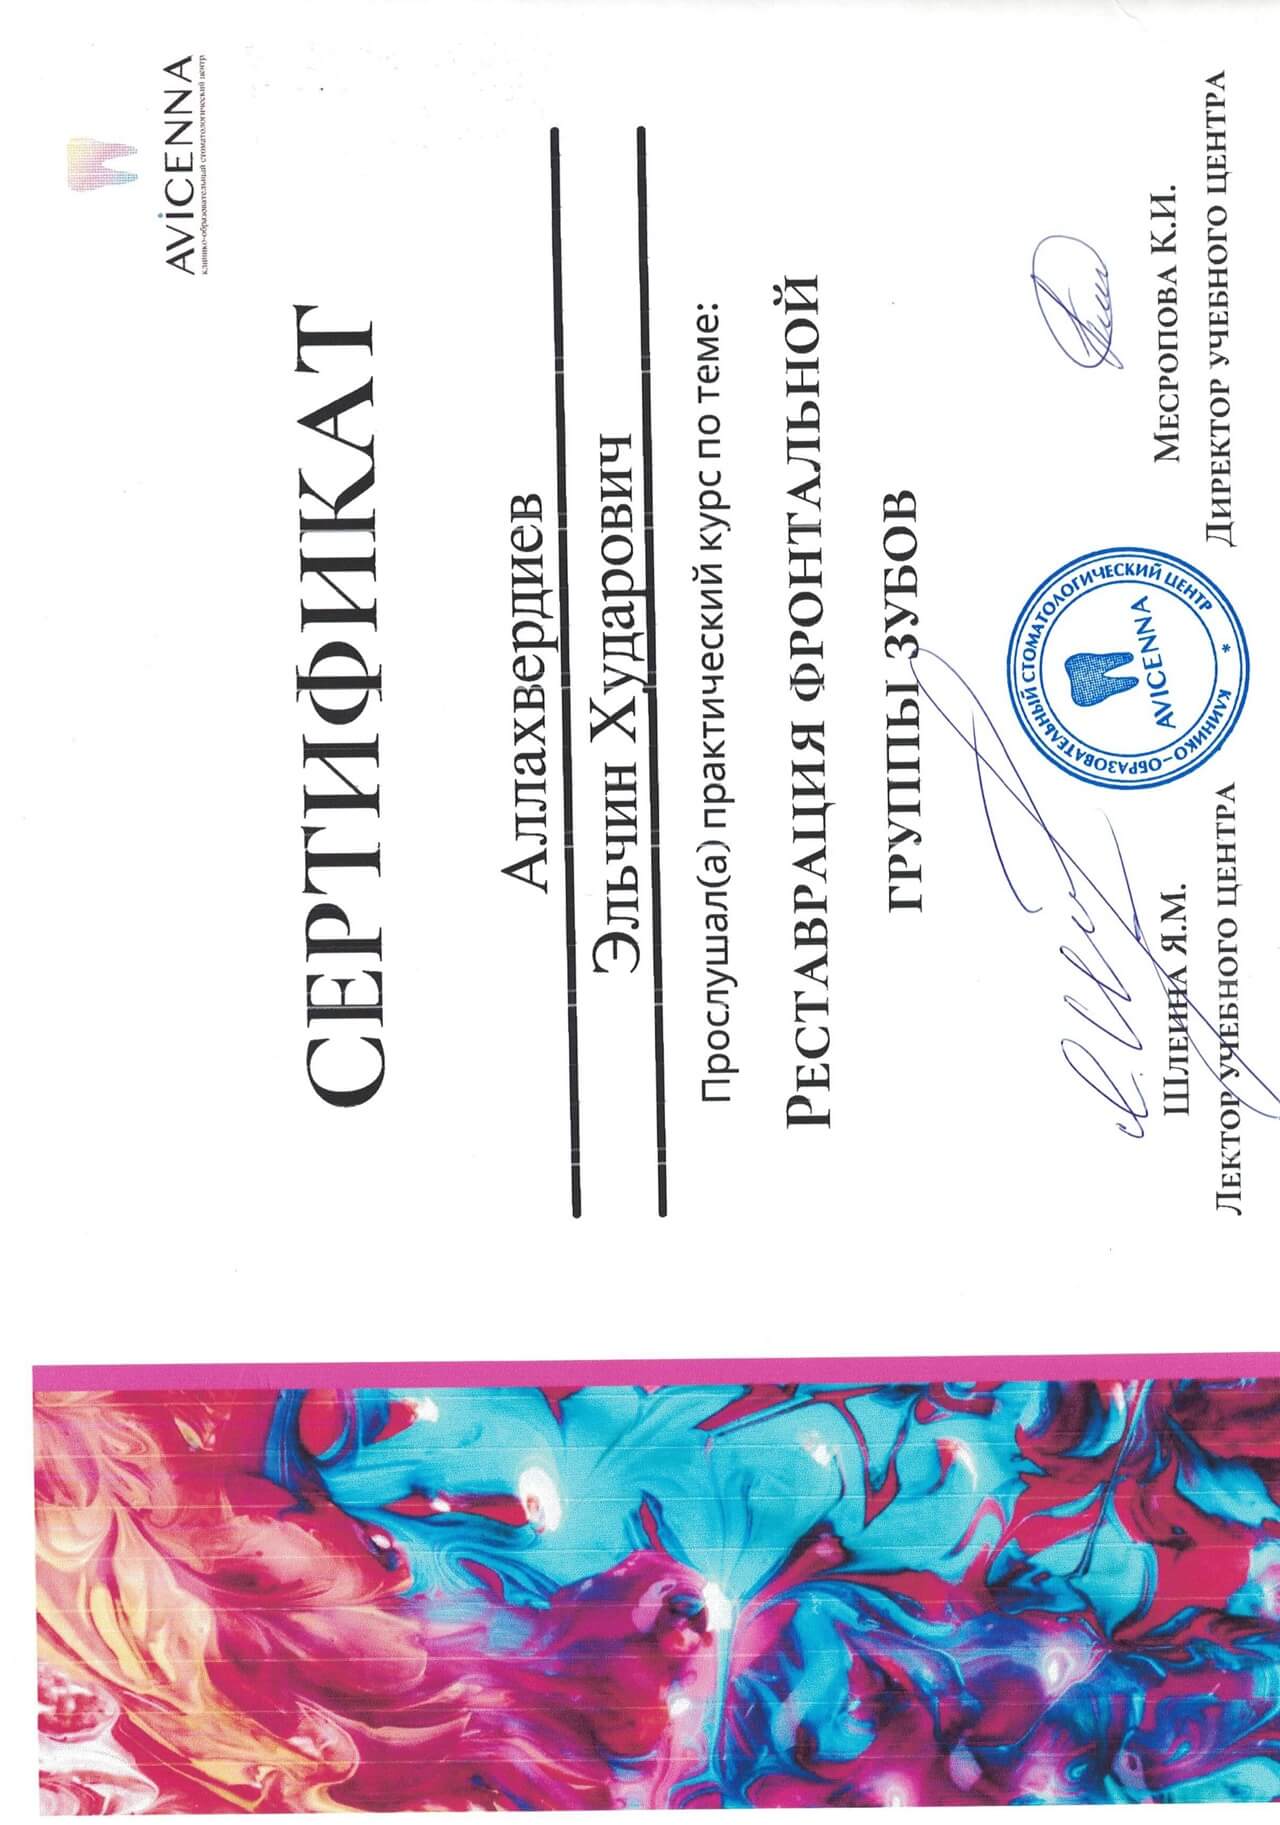 AVICENNA
клинико-образовательный стоматологический центр
СЕРТИФИКАТ
Аллахвердиев
Эльчин Хударович
Прослушал(а) практический курс по теме:
РЕСТАВРАЦИЯ ФРОНТАЛЬНОЙ
ГРУППЫ ЗУБОВ
КЛИНИКО-ОБРАЗОВАТЕЛЬНЫЙ СТОМАТОЛОГИЧЕСКИЙ ЦЕНТР
AVICENNA
*
ШЛЕИНА Я.М.
ЛЕКТОР УЧЕБНОГО ЦЕНТРА
МЕСРОПОВА К.И.
ДИРЕКТОР УЧЕБНОГО ЦЕНТРА